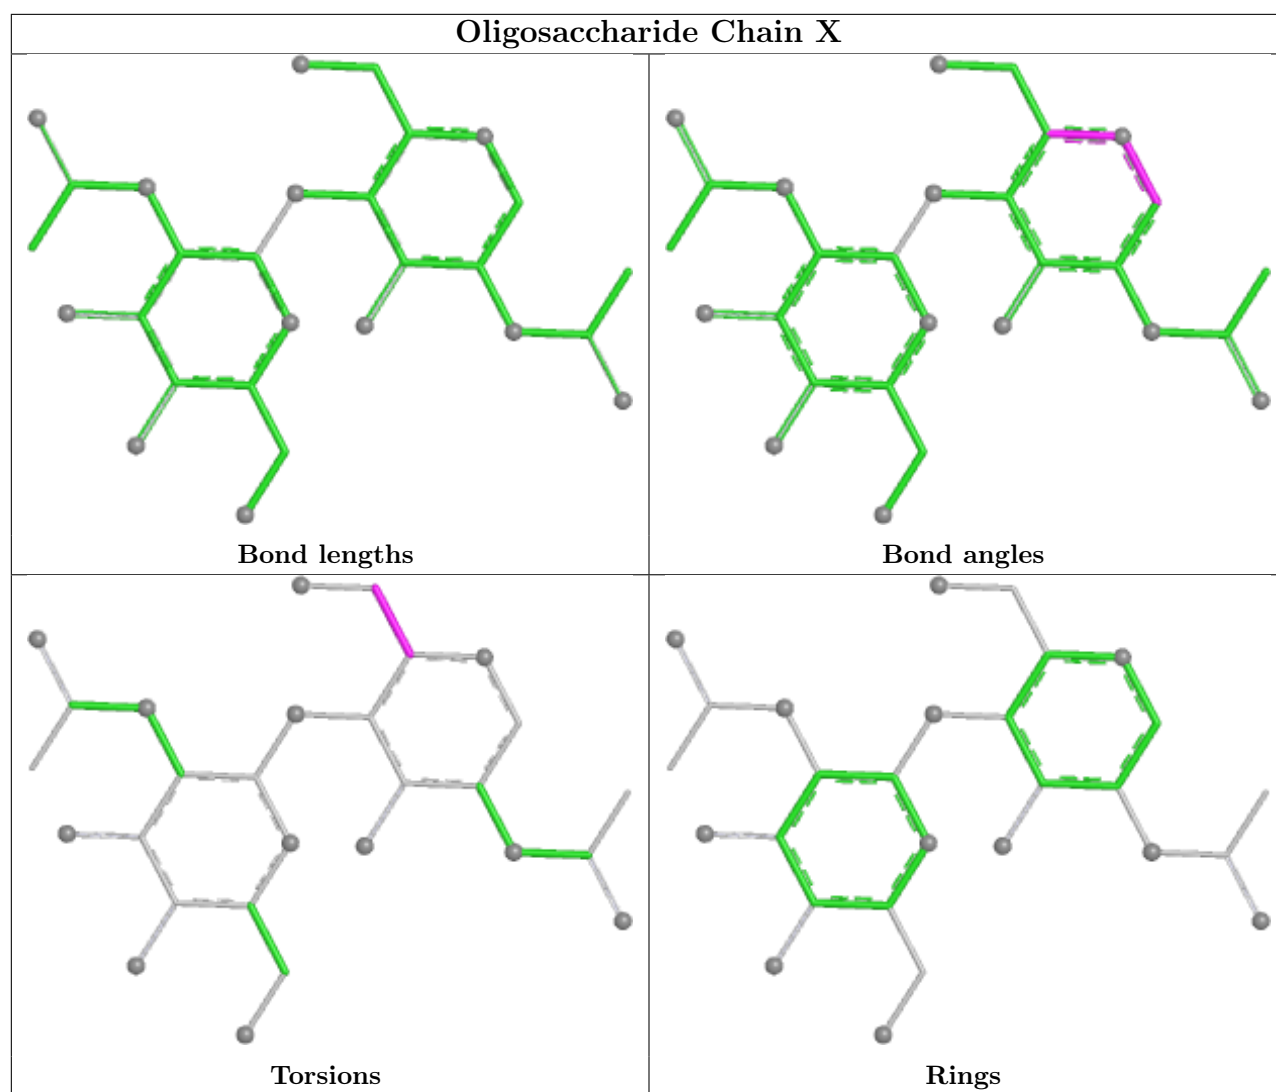 Oligosaccharide Chain X
Bond lengths
Bond angles
Torsions
Rings